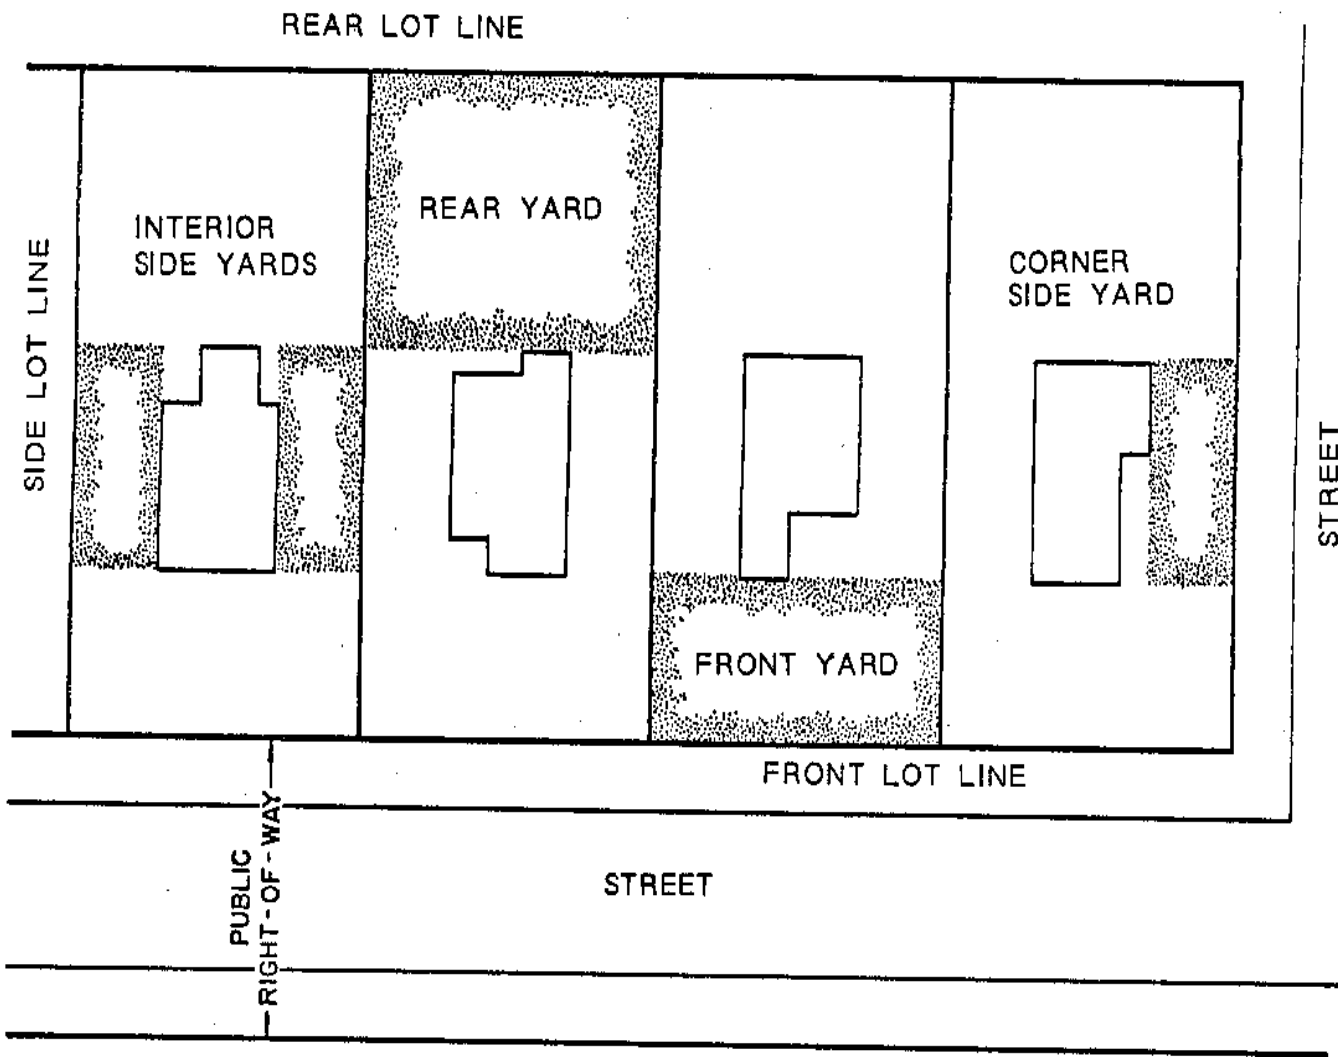 REAR LOT LINE
INTERIOR
SIDE YARDS
REAR YARD
CORNER
SIDE YARD
SIDE LOT LINE
STREET
FRONT YARD
FRONT LOT LINE
PUBLIC
RIGHT-OF-WAY
STREET